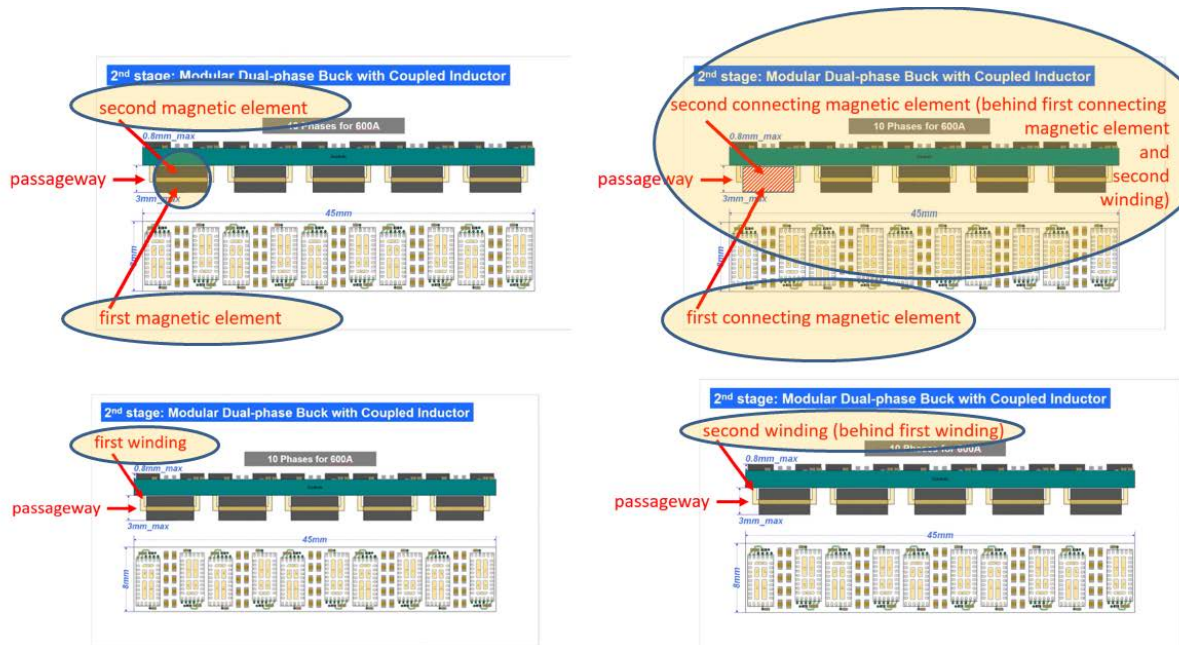 2nd stage: Modular Dual-phase Buck with Coupled Inductor
second magnetic element
10 Phases for 600A
0.8mm_max
passageway
3mm_max
45mm
first magnetic element
2nd stage: Modular Dual-phase Buck with Coupled Inductor
second connecting magnetic element (behind first connecting
magnetic element
and
second
winding)
10 Phases for 600A
0.8mm_max
passageway
3mm_max
45mm
first connecting magnetic element
2nd stage: Modular Dual-phase Buck with Coupled Inductor
first winding
10 Phases for 600A
0.8mm_max
passageway
3mm_max
45mm
8mm
2nd stage: Modular Dual-phase Buck with Coupled Inductor
second winding (behind first winding)
10 Phases for 600A
0.8mm_max
passageway
3mm_max
45mm
8mm